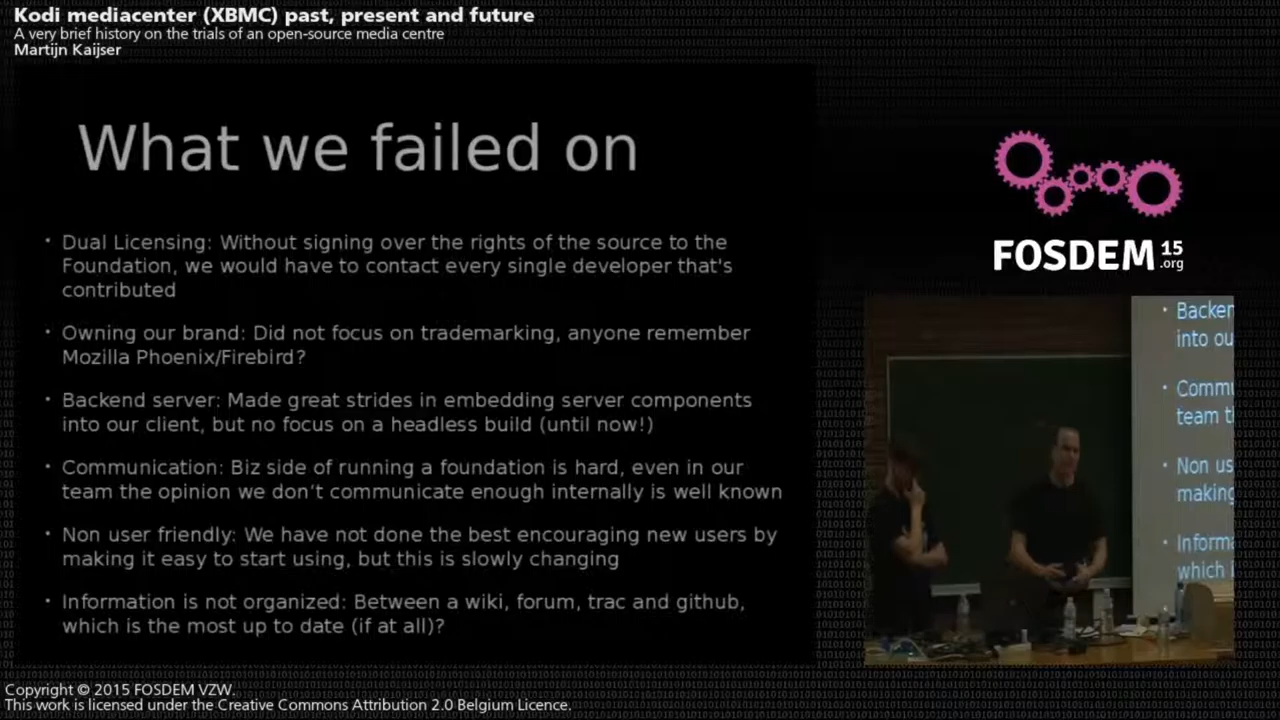 Kodi mediacenter (XBMC) past, present and future
A very brief history on the trials of an open-source media centre
Martijn Kaijser
What we failed on
• Dual Licensing: Without signing over the rights of the source to the
Foundation, we would have to contact every single developer that's
contributed
• Owning our brand: Did not focus on trademarking, anyone remember
Mozilla Phoenix/Firebird?
• Backend server: Made great strides in embedding server components
into our client, but no focus on a headless build (until now!)
• Communication: Biz side of running a foundation is hard, even in our
team the opinion we don't communicate enough internally is well known
• Non user friendly: We have not done the best encouraging new users by
making it easy to start using, but this is slowly changing
• Information is not organized: Between a wiki, forum, trac and github,
which is the most up to date (if at all)?
FOSDEM 15
.org
• Backen
into ou
• Commu
team t
• Non us
making
• Informa
which i
Copyright © 2015 FOSDEM VZW.
This work is licensed under the Creative Commons Attribution 2.0 Belgium Licence.